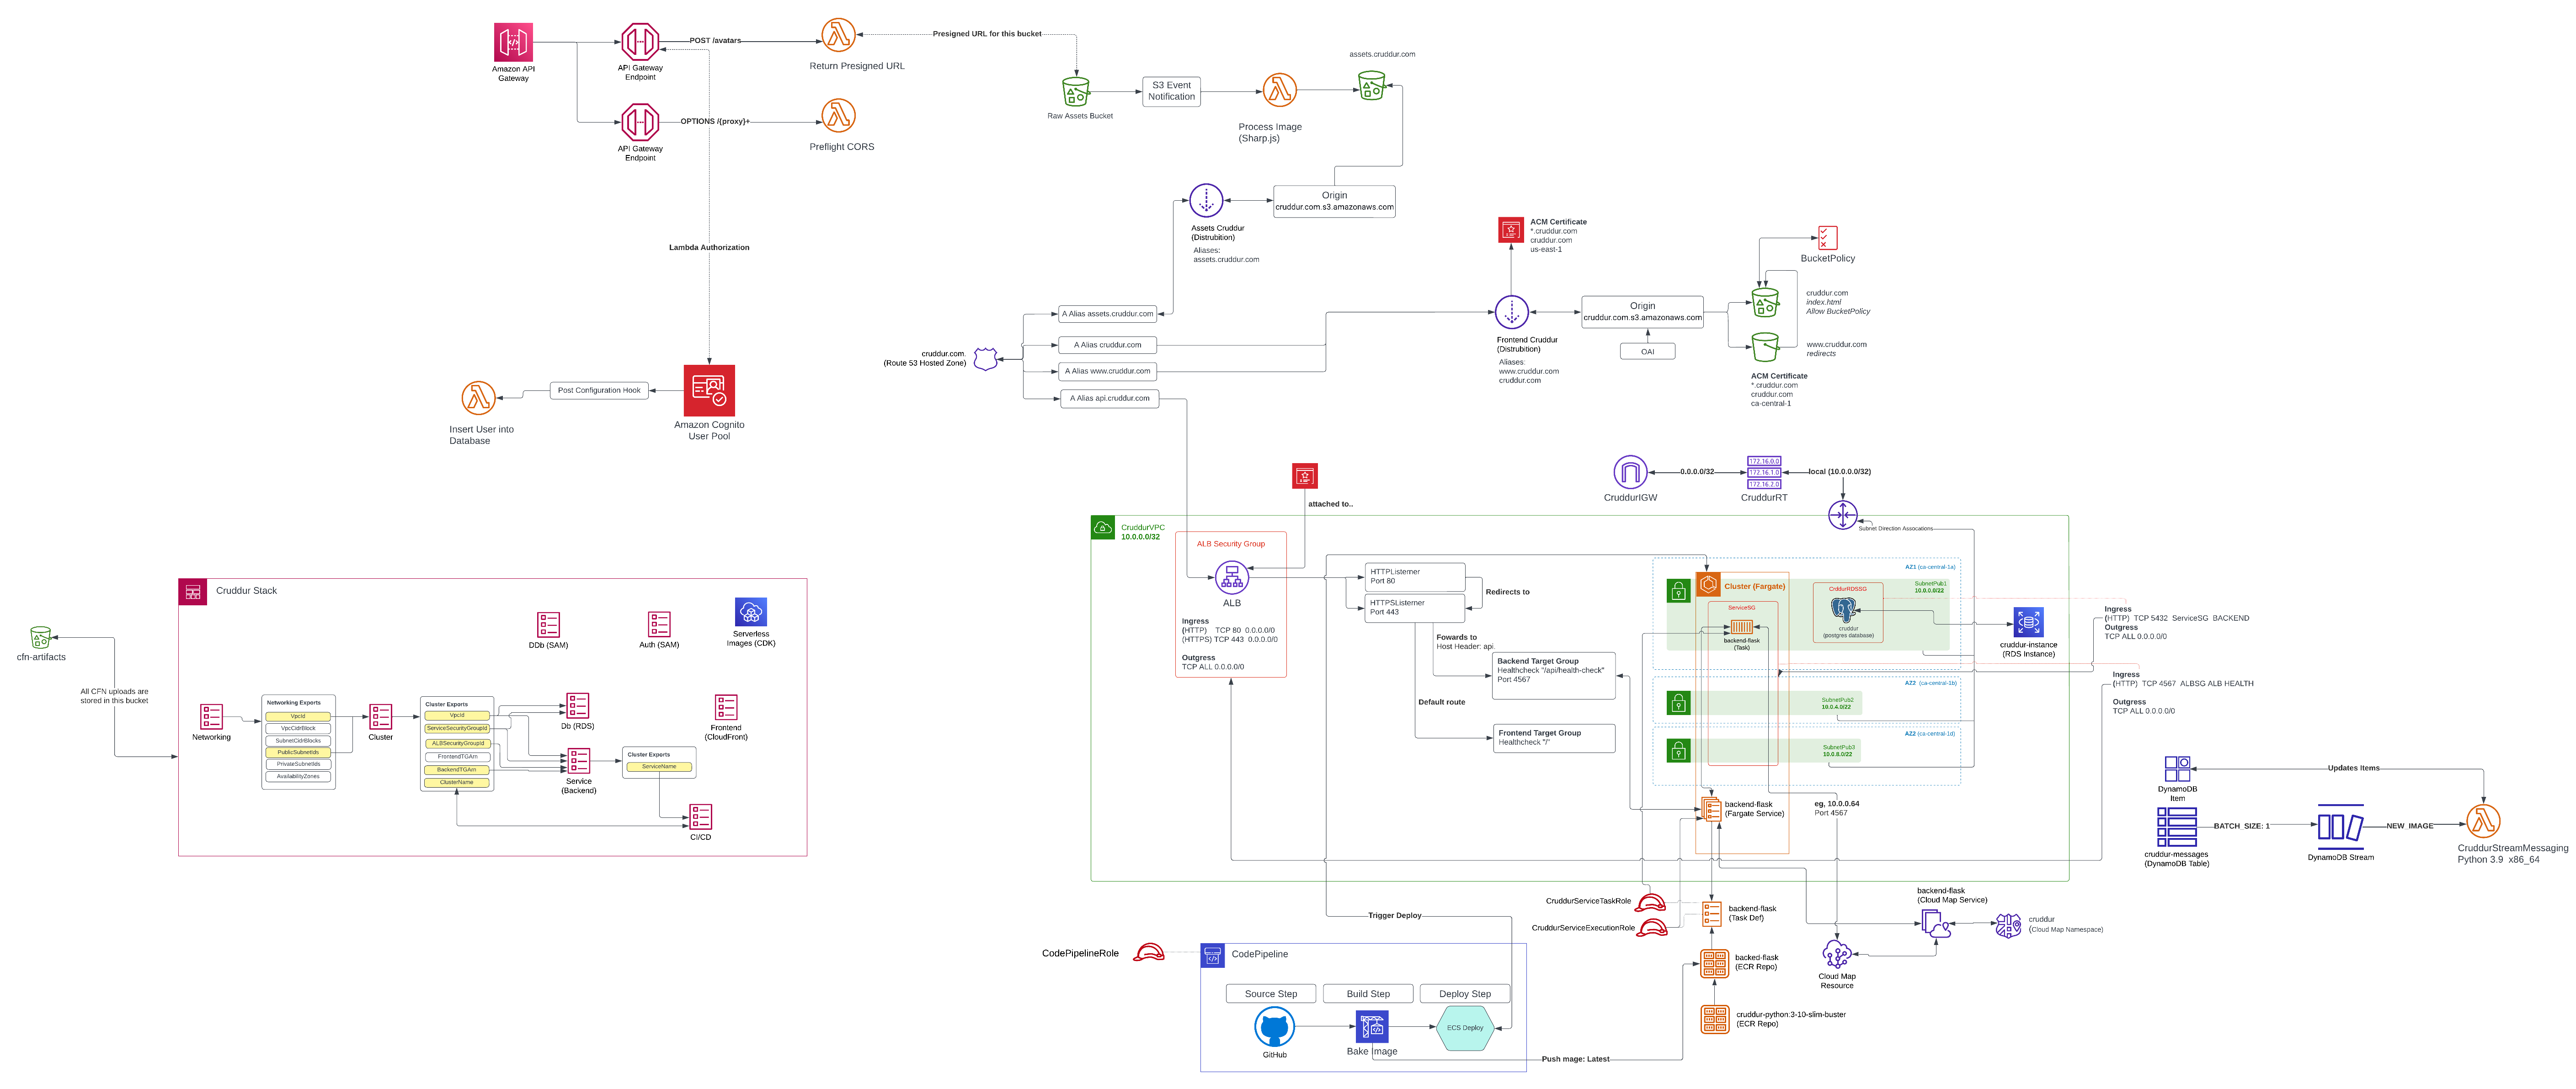 Amazon API
Gateway
API Gateway
Endpoint
POST /avatars
Return Presigned URL
API Gateway
Endpoint
OPTIONS /{proxy}+
Preflight CORS
Presigned URL for this bucket
Raw Assets Bucket
S3 Event
Notification
Process Image
(Sharp.js)
assets.cruddur.com
Origin
cruddur.com.s3.amazonaws.com
Assets Cruddur
(Distrubition)
Aliases:
assets.cruddur.com
Lambda Authorization
Amazon Cognito
User Pool
Post Configuration Hook
Insert User into
Database
cruddur.com.
(Route 53 Hosted Zone)
A Alias assets.cruddur.com
A Alias cruddur.com
A Alias www.cruddur.com
A Alias api.cruddur.com
ACM Certificate
*.cruddur.com
cruddur.com
us-east-1
Frontend Cruddur
(Distrubition)
Aliases:
www.cruddur.com
cruddur.com
Origin
cruddur.com.s3.amazonaws.com
OAI
BucketPolicy
cruddur.com
index.html
Allow BucketPolicy
www.cruddur.com
redirects
ACM Certificate
*.cruddur.com
cruddur.com
ca-central-1
CruddurIGW
0.0.0.0/32
172.16.0.0
172.16.1.0
172.16.2.0
CruddurRT
local (10.0.0.0/32)
Subnet Direction Assocations
attached to..
CruddurVPC
10.0.0.0/32
ALB Security Group
ALB
Ingress
(HTTP) TCP 80 0.0.0.0/0
(HTTPS) TCP 443 0.0.0.0/0
Outgress
TCP ALL 0.0.0.0/0
HTTPListerner
Port 80
HTTPSListerner
Port 443
Redirects to
Fowards to
Host Header: api.
Default route
Backend Target Group
Healthcheck "/api/health-check"
Port 4567
Frontend Target Group
Healthcheck "/"
AZ1 (ca-central-1a)
Cluster (Fargate)
ServiceSG
backend-flask
(Task)
CrddurRDSSG
cruddur
(postgres database)
SubnetPub1
10.0.0.0/22
AZ2 (ca-central-1b)
SubnetPub2
10.0.4.0/22
AZ2 (ca-central-1d)
SubnetPub3
10.0.8.0/22
cruddur-instance
(RDS Instance)
Ingress
(HTTP) TCP 5432 ServiceSG BACKEND
Outgress
TCP ALL 0.0.0.0/0
Ingress
(HTTP) TCP 4567 ALBSG ALB HEALTH
Outgress
TCP ALL 0.0.0.0/0
backend-flask
(Fargate Service)
eg, 10.0.0.64
Port 4567
CruddurServiceTaskRole
CruddurServiceExecutionRole
backend-flask
(Task Def)
backed-flask
(ECR Repo)
cruddur-python:3-10-slim-buster
(ECR Repo)
Cloud Map
Resource
backend-flask
(Cloud Map Service)
cruddur
(Cloud Map Namespace)
DynamoDB
Item
Updates Items
cruddur-messages
(DynamoDB Table)
BATCH_SIZE: 1
DynamoDB Stream
NEW_IMAGE
CruddurStreamMessaging
Python 3.9 x86_64
Trigger Deploy
CodePipelineRole
CodePipeline
Source Step
Build Step
Deploy Step
GitHub
Bake Image
ECS Deploy
Push mage: Latest
cfn-artifacts
All CFN uploads are
stored in this bucket
Cruddur Stack
DDb (SAM)
Auth (SAM)
Serverless
Images (CDK)
Networking
Networking Exports
VpcId
VpcCidrBlock
SubnetCidrBlocks
PublicSubnetIds
PrivateSubnetIds
AvailabilityZones
Cluster
Cluster Exports
VpcId
ServiceSecurityGroupId
ALBSecurityGroupId
FrontendTGArn
BackendTGArn
ClusterName
Db (RDS)
Service
(Backend)
Cluster Exports
ServiceName
Frontend
(CloudFront)
CI/CD